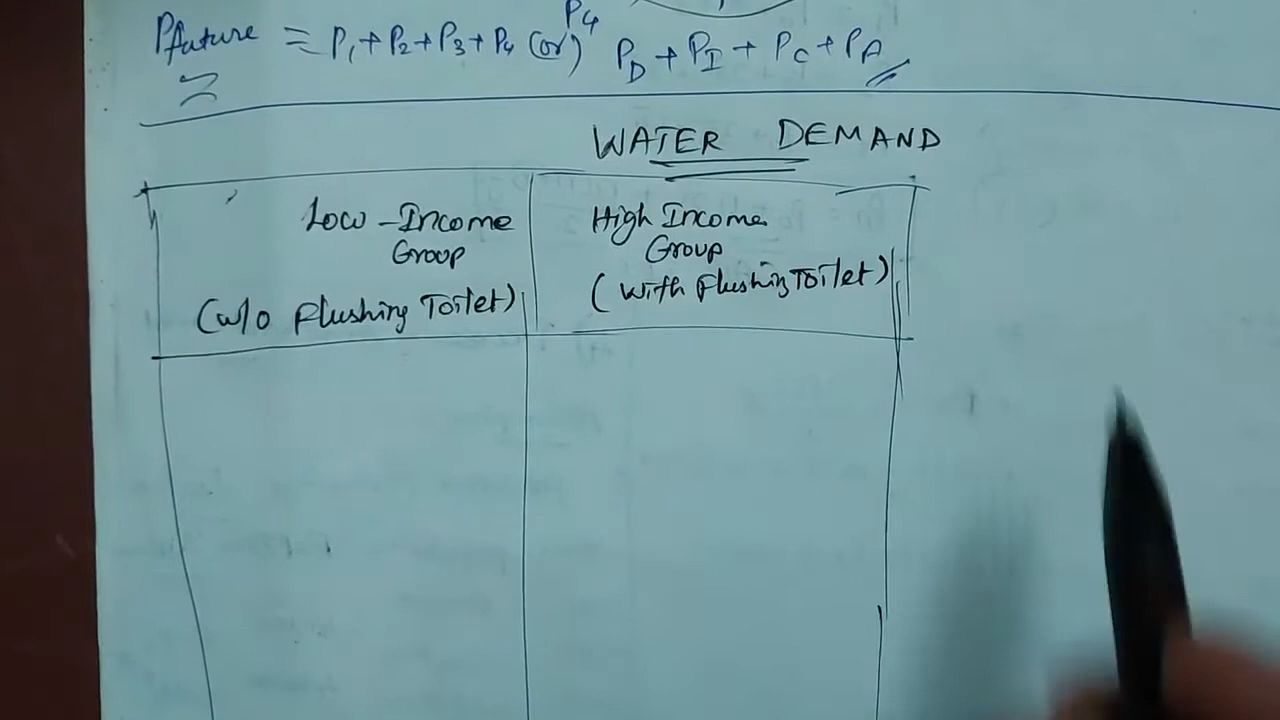 P4
Pfuture = P1 + P2 + P3 + P4 (or) PD + PI + PC + PA
WATER DEMAND
Low-Income
Group
(w/o Flushing Toilet)
High Income
Group
(With Flushing Toilet)